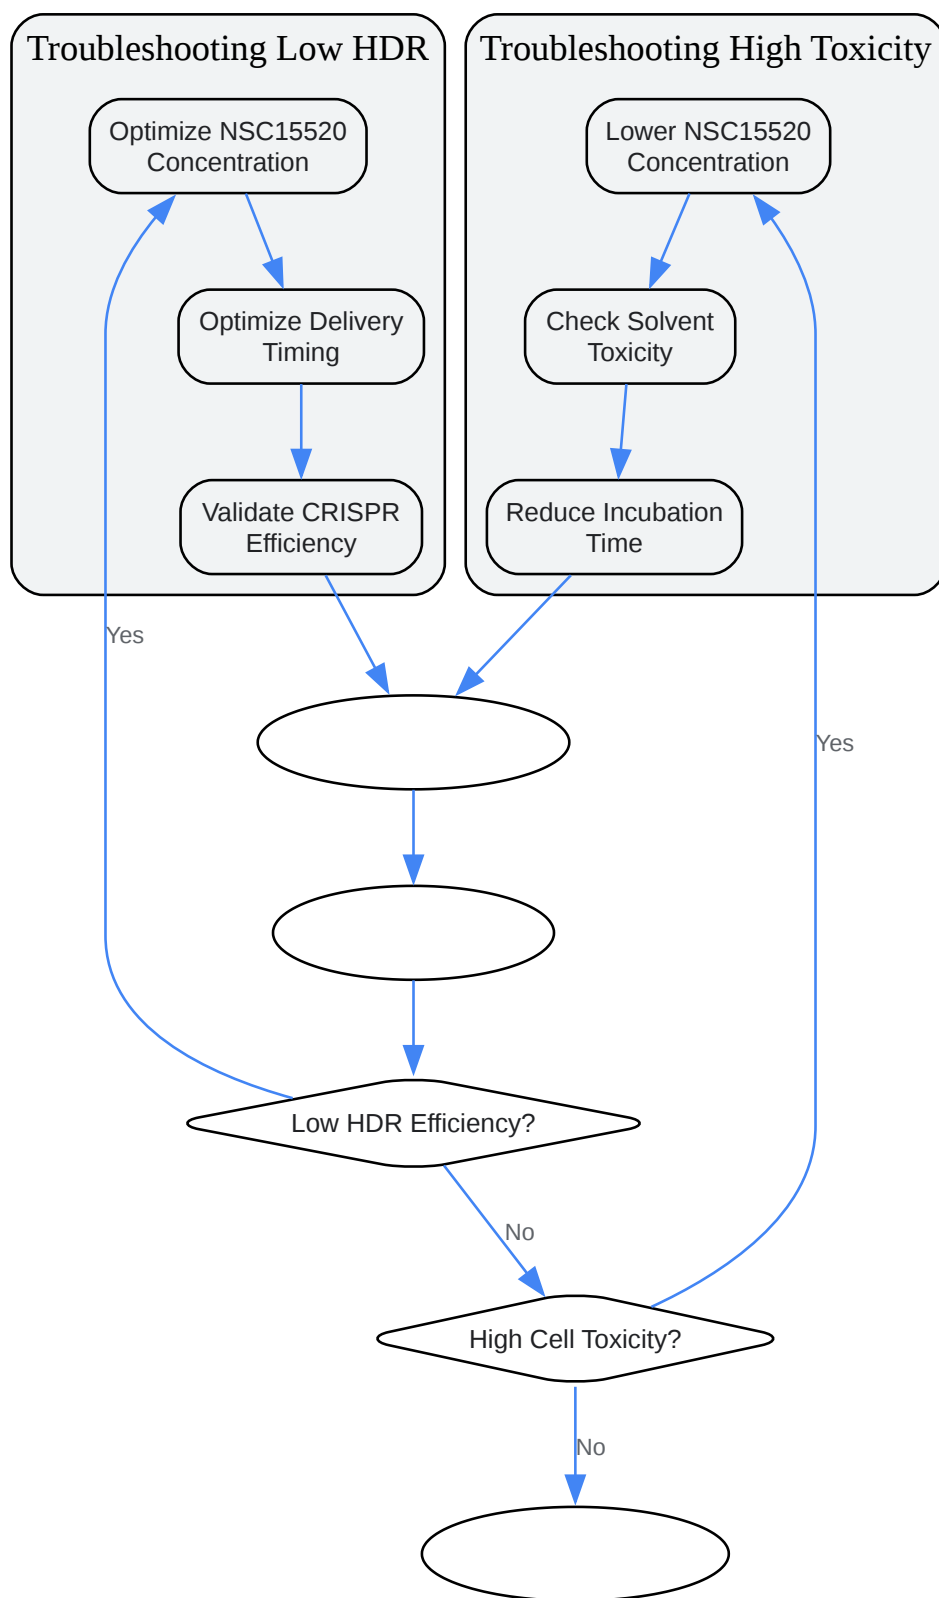 Troubleshooting Low HDR
Optimize NSC15520
Concentration
Optimize Delivery
Timing
Validate CRISPR
Efficiency
Troubleshooting High Toxicity
Lower NSC15520
Concentration
Check Solvent
Toxicity
Reduce Incubation
Time
Yes
Yes
Low HDR Efficiency?
No
High Cell Toxicity?
No